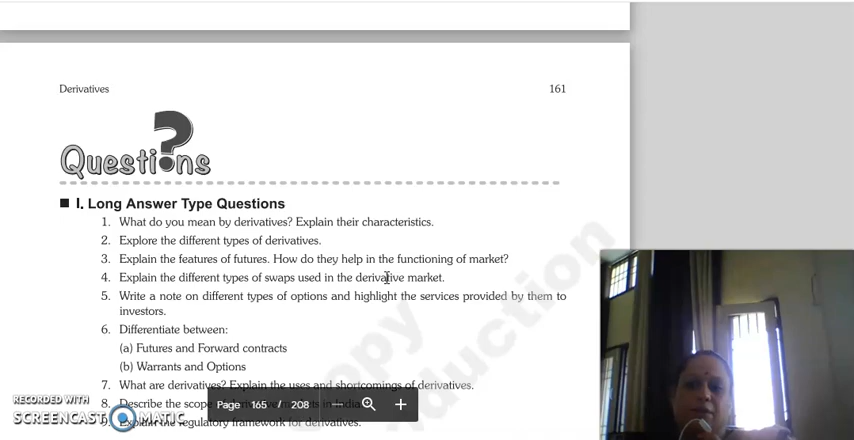 Derivatives 161
Questions
I. Long Answer Type Questions
1. What do you mean by derivatives? Explain their characteristics.
2. Explore the different types of derivatives.
3. Explain the features of futures. How do they help in the functioning of market?
4. Explain the different types of swaps used in the derivative market.
5. Write a note on different types of options and highlight the services provided by them to
investors.
6. Differentiate between:
(a) Futures and Forward contracts
(b) Warrants and Options
7. What are derivatives? Explain the uses and shortcomings of derivatives.
8. Describe the scope
9. Explain the regulatory framework for derivatives.
Page 165 / 208
RECORDED WITH
SCREENCAST MATIC